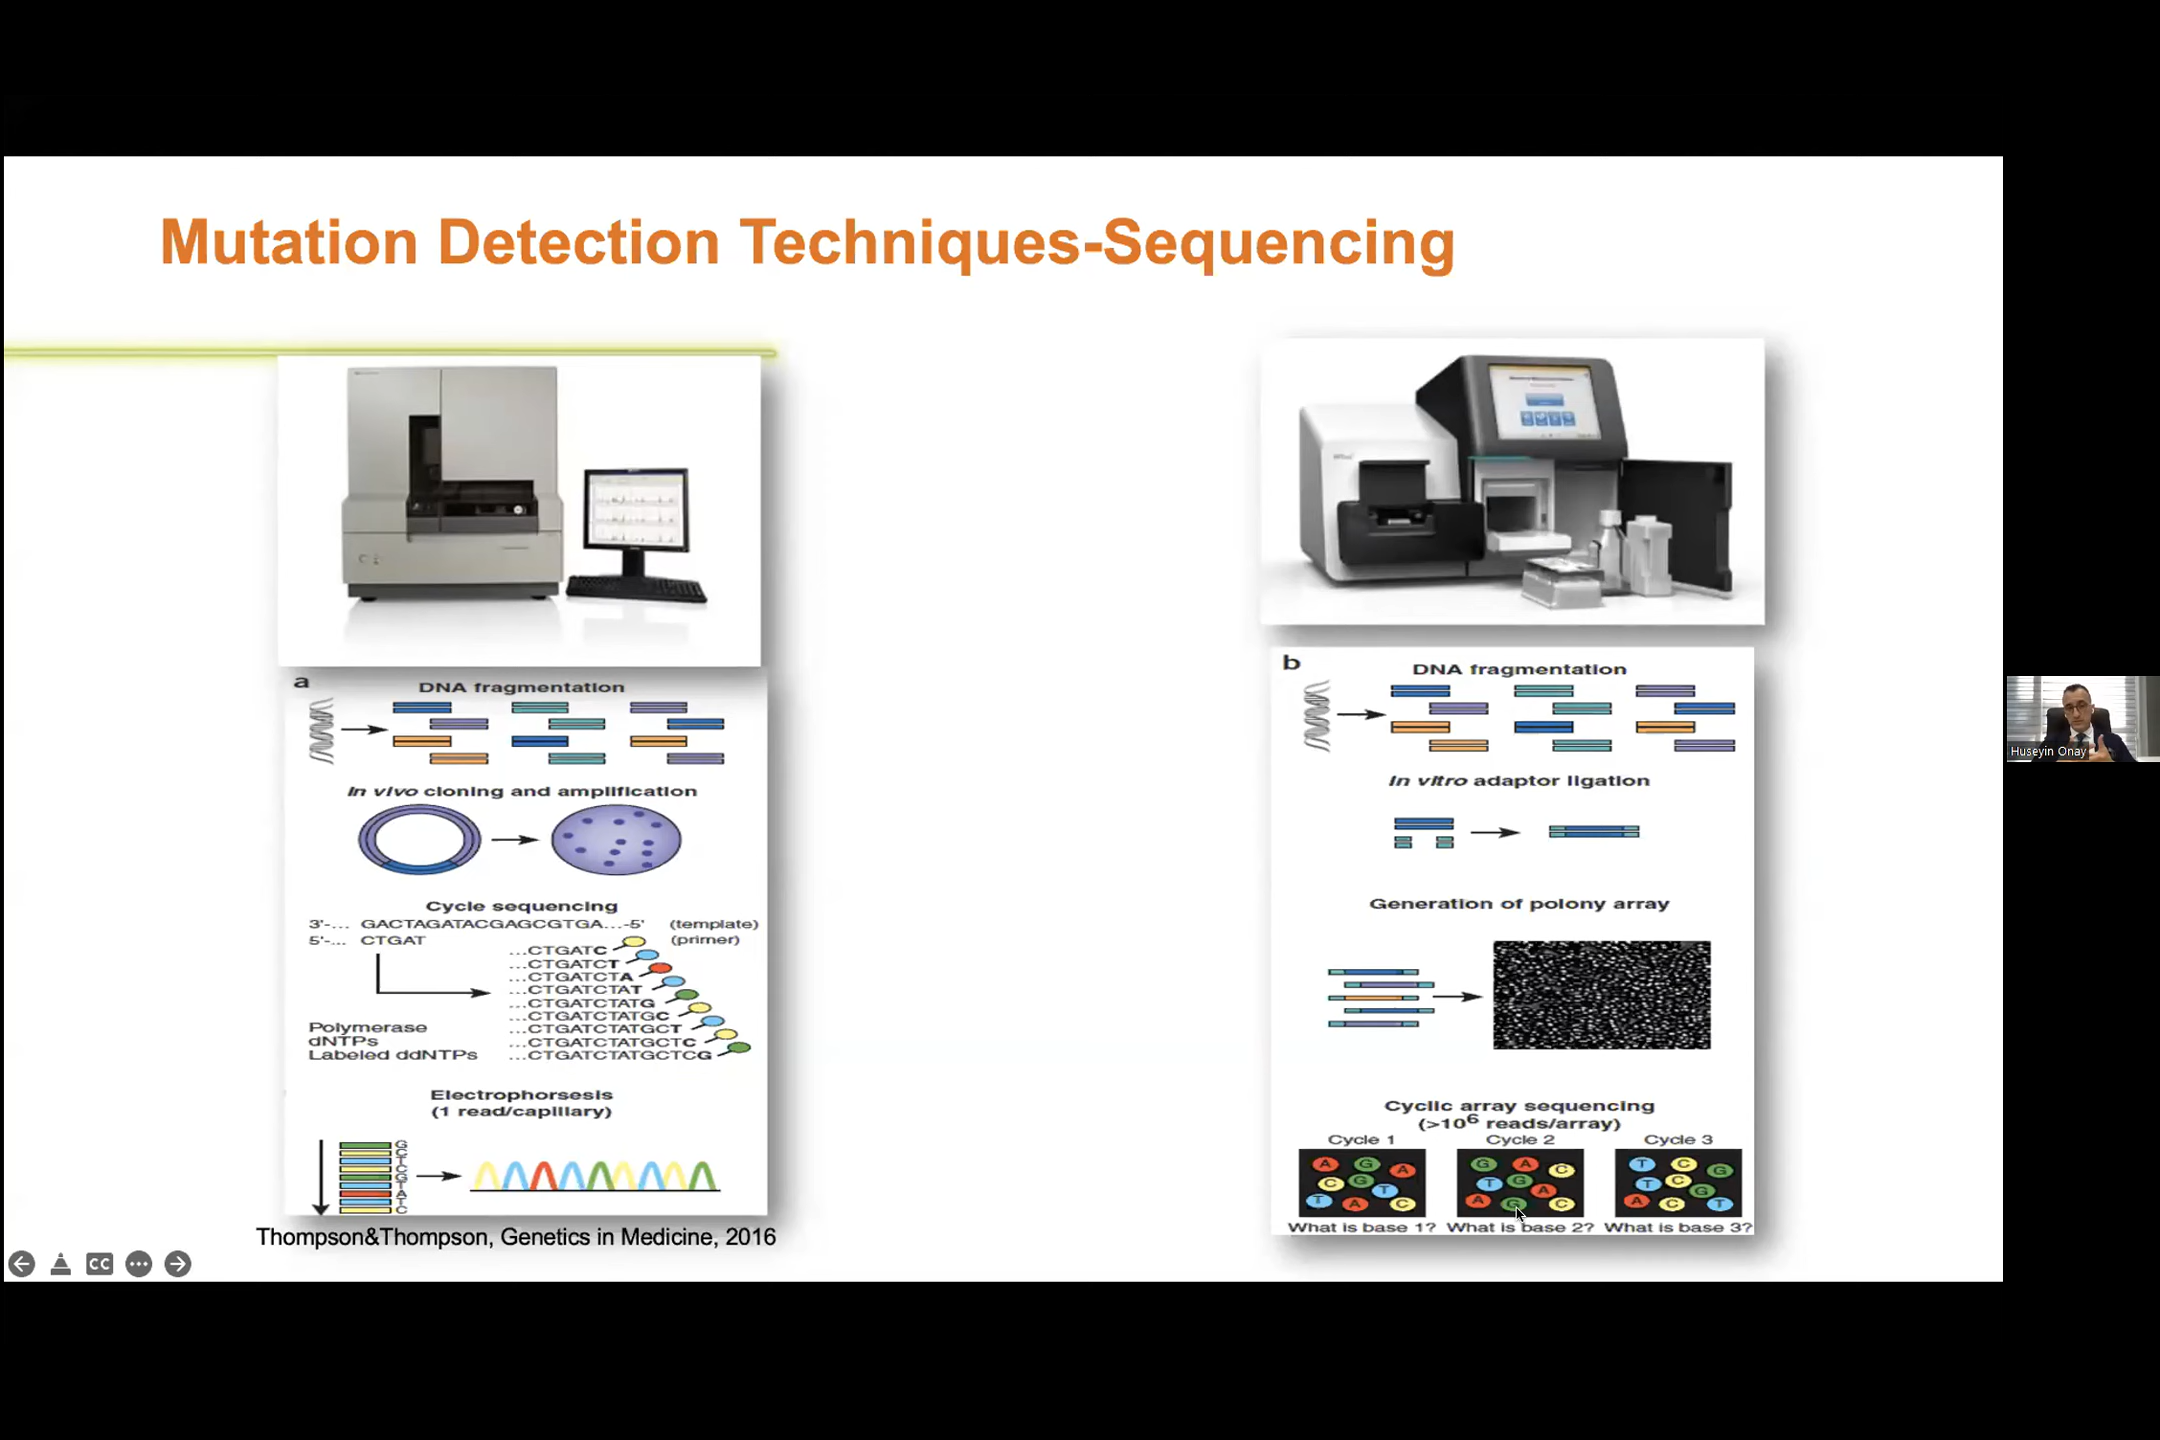 Mutation Detection Techniques-Sequencing
a
DNA fragmentation
In vivo cloning and amplification
Cycle sequencing
3'-... GACTAGATACGAGCGTGA...-5' (template)
5'-... CTGAT (primer)
...CTGATC
...CTGATCT
...CTGATCTA
...CTGATCTAT
...CTGATCTATG
...CTGATCTATGC
...CTGATCTATGCT
...CTGATCTATGCTC
...CTGATCTATGCTCG
Polymerase
dNTPs
Labeled ddNTPs
Electrophorsesis
(1 read/capillary)
G
C
T
C
G
T
A
T
C
Thompson&Thompson, Genetics in Medicine, 2016
b
DNA fragmentation
In vitro adaptor ligation
Generation of polony array
Cyclic array sequencing
(>10⁶ reads/array)
Cycle 1 Cycle 2 Cycle 3
A G A
C G T
T A C
G A C
T G A
A G C
T C G
T C G
A C T
What is base 1? What is base 2? What is base 3?
CC
Huseyin Onay